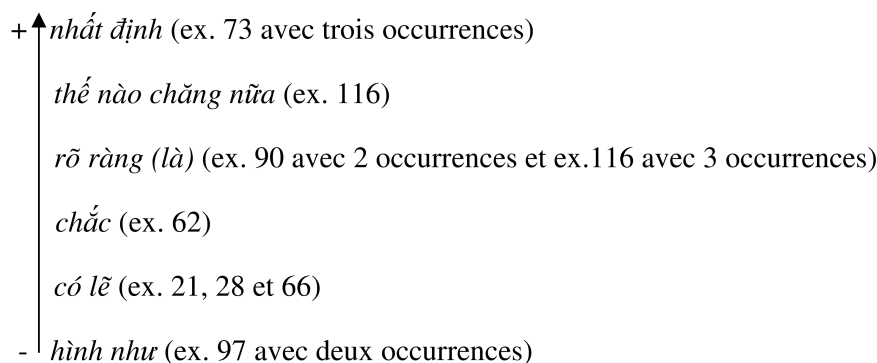 + nhất định (ex. 73 avec trois occurrences)
thế nào chăng nữa (ex. 116)
rõ ràng (là) (ex. 90 avec 2 occurrences et ex.116 avec 3 occurrences)
chắc (ex. 62)
có lẽ (ex. 21, 28 et 66)
- hình như (ex. 97 avec deux occurrences)